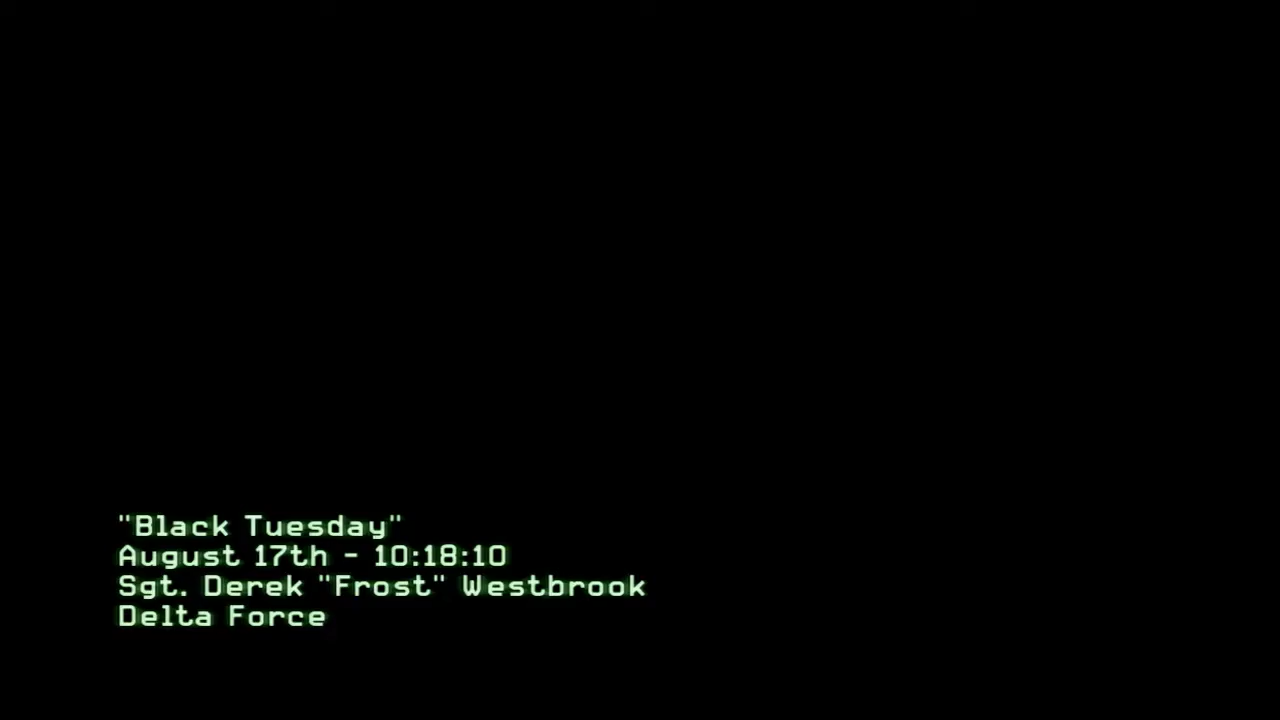 "Black Tuesday"
August 17th - 10:18:10
Sgt. Derek "Frost" Westbrook
Delta Force